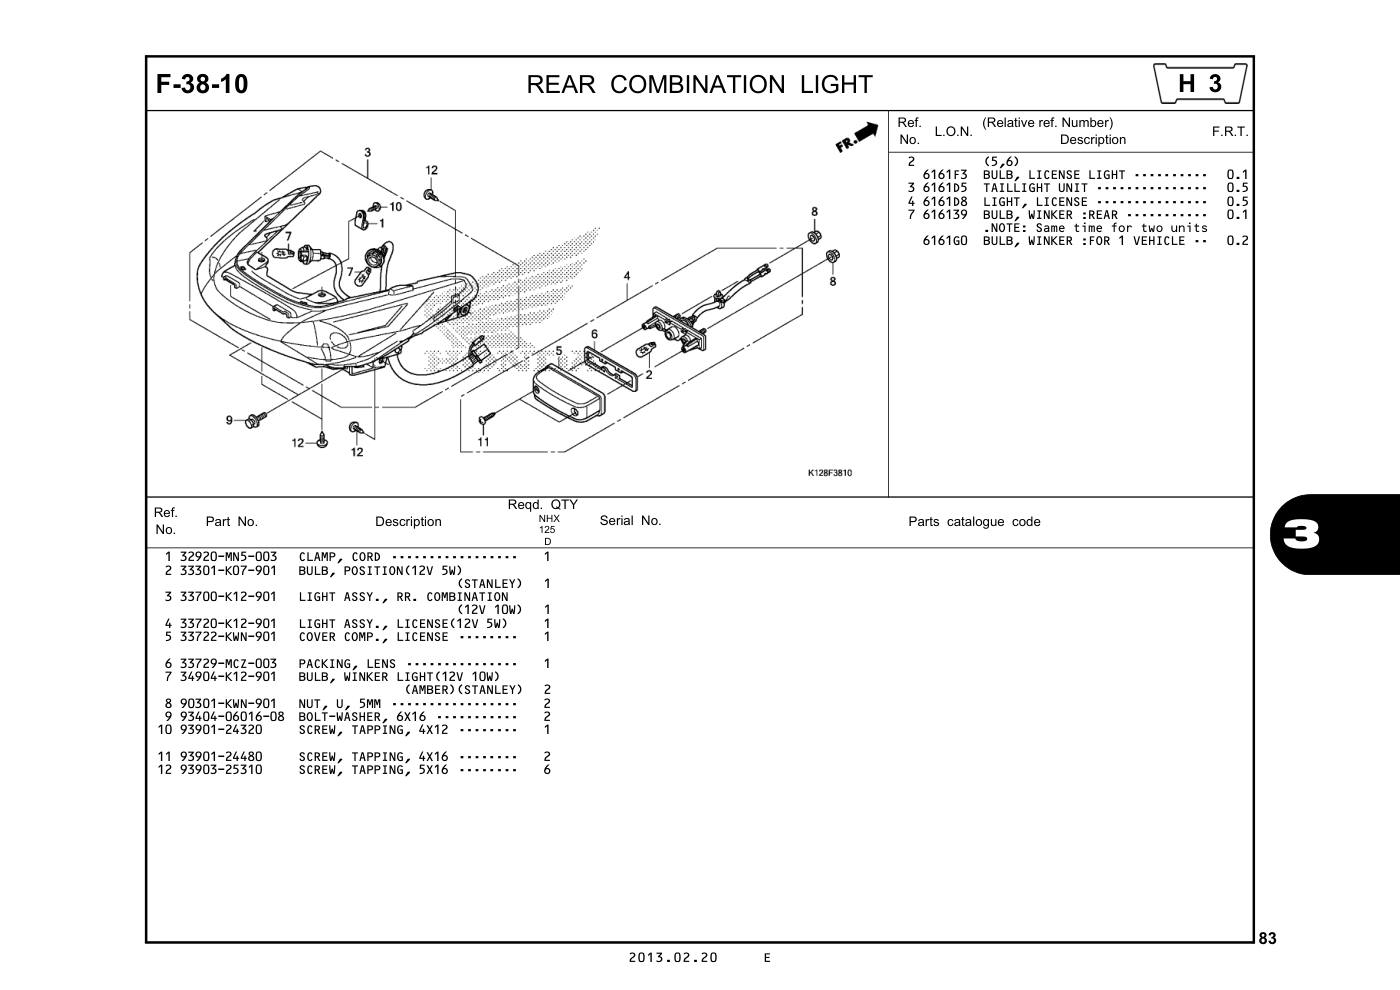 F-38-10
REAR COMBINATION LIGHT
H 3
FR.
3
12
10
1
7
7
8
8
4
6
5
2
9
12
12
11
K128F3810
Ref. No. L.O.N. (Relative ref. Number) Description F.R.T.
2 (5,6)
6161F3 BULB, LICENSE LIGHT ---------- 0.1
3 6161D5 TAILLIGHT UNIT --------------- 0.5
4 6161D8 LIGHT, LICENSE --------------- 0.5
7 616139 BULB, WINKER :REAR ----------- 0.1
.NOTE: Same time for two units
6161G0 BULB, WINKER :FOR 1 VEHICLE -- 0.2
Ref. No. Part No. Description Reqd. QTY NHX 125 D Serial No. Parts catalogue code
1 32920-MN5-003 CLAMP, CORD ----------------- 1
2 33301-K07-901 BULB, POSITION(12V 5W)
(STANLEY) 1
3 33700-K12-901 LIGHT ASSY., RR. COMBINATION
(12V 10W) 1
4 33720-K12-901 LIGHT ASSY., LICENSE(12V 5W) 1
5 33722-KWN-901 COVER COMP., LICENSE -------- 1
6 33729-MCZ-003 PACKING, LENS --------------- 1
7 34904-K12-901 BULB, WINKER LIGHT(12V 10W)
(AMBER)(STANLEY) 2
8 90301-KWN-901 NUT, U, 5MM ----------------- 2
9 93404-06016-08 BOLT-WASHER, 6X16 ----------- 2
10 93901-24320 SCREW, TAPPING, 4X12 -------- 1
11 93901-24480 SCREW, TAPPING, 4X16 -------- 2
12 93903-25310 SCREW, TAPPING, 5X16 -------- 6
3
83
2013.02.20 E